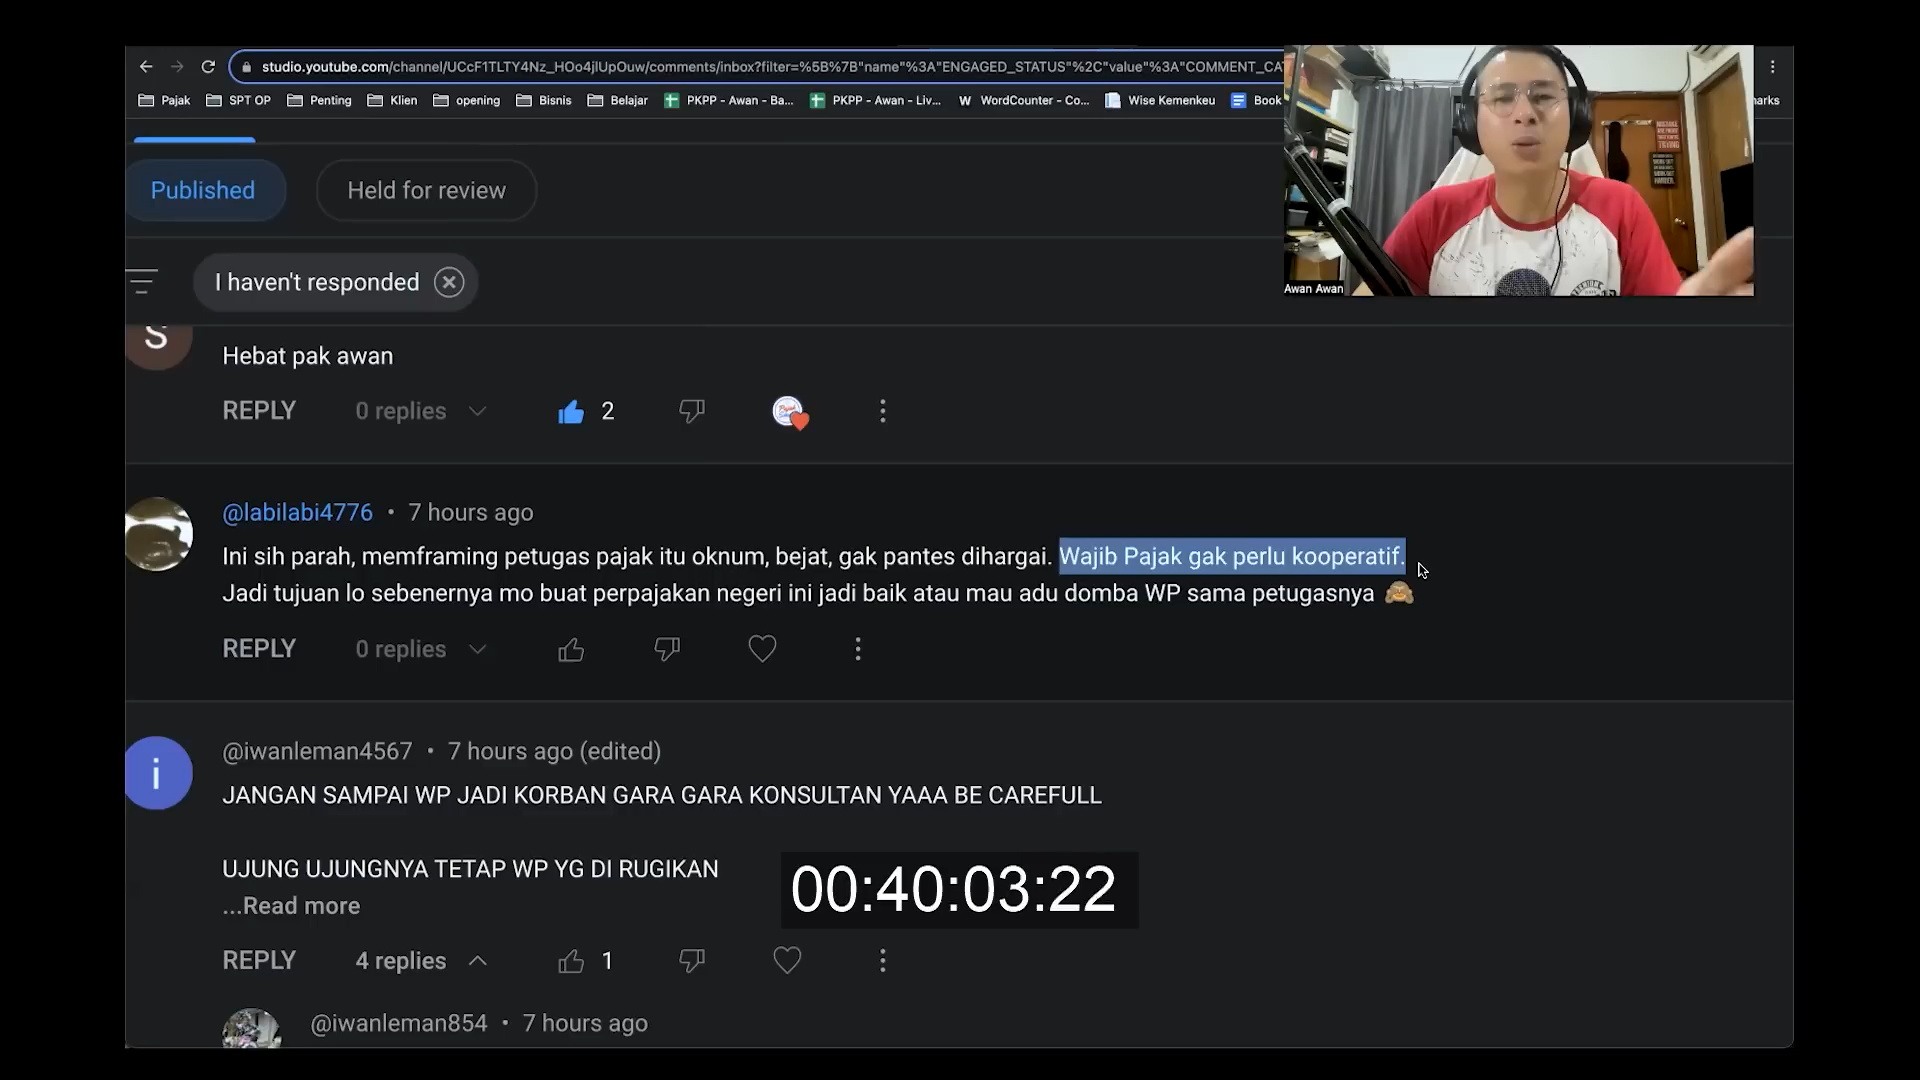 studio.youtube.com/channel/UCcF1TLTY4Nz_HOo4jlUpOuw/comments/inbox?filter=%5B%7B"name"%3A"ENGAGED_STATUS"%2C"value"%3A"COMMENT_CA
Pajak SPT OP Penting Klien opening Bisnis Belajar PKPP - Awan - Ba... PKPP - Awan - Liv... W WordCounter - Co... Wise Kemenkeu Book arks
Published Held for review
I haven't responded
Awan Awan
S
Hebat pak awan
REPLY 0 replies 2
@labilabi4776 • 7 hours ago
Ini sih parah, memframing petugas pajak itu oknum, bejat, gak pantes dihargai. Wajib Pajak gak perlu kooperatif.
Jadi tujuan lo sebenernya mo buat perpajakan negeri ini jadi baik atau mau adu domba WP sama petugasnya 🙈
REPLY 0 replies
i
@iwanleman4567 • 7 hours ago (edited)
JANGAN SAMPAI WP JADI KORBAN GARA GARA KONSULTAN YAAA BE CAREFULL
UJUNG UJUNGNYA TETAP WP YG DI RUGIKAN
...Read more
00:40:03:22
REPLY 4 replies 1
@iwanleman854 • 7 hours ago